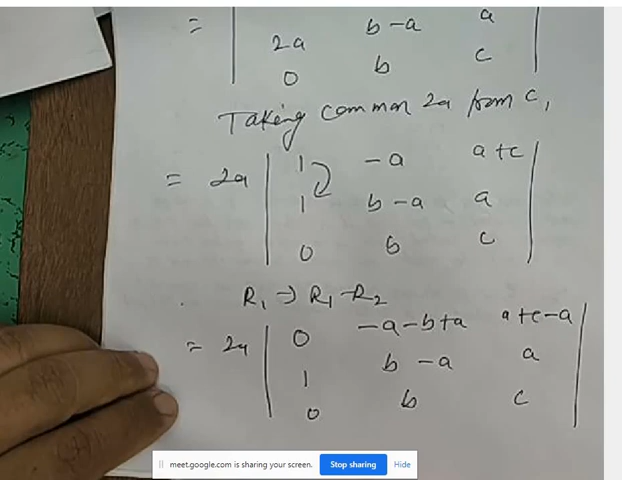 = | b-a a
2a b c |
0
Taking common 2a from C₁
= 2a | 1 -a a+c |
| 1 b-a a |
| 0 b c |
R₁ → R₁-R₂
= 2a | 0 -a-b+a a+c-a |
| 1 b-a a |
| 0 b c |
meet.google.com is sharing your screen. Stop sharing Hide